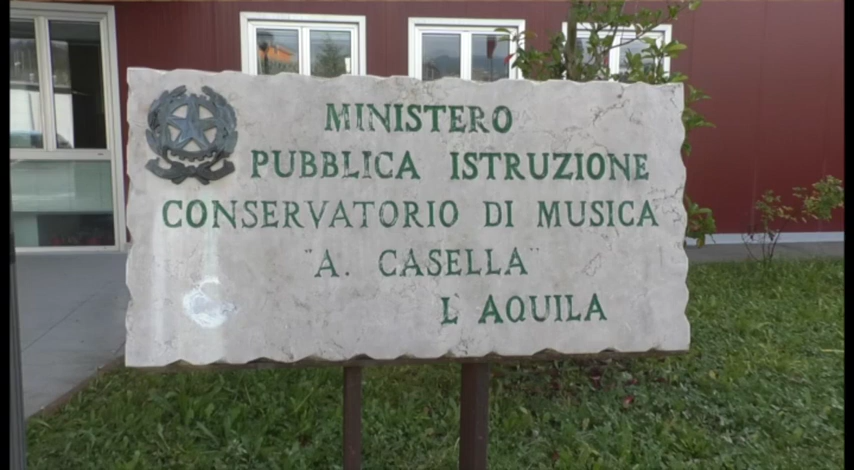 MINISTERO
PUBBLICA ISTRUZIONE
CONSERVATORIO DI MUSICA
"A. CASELLA"
L'AQUILA